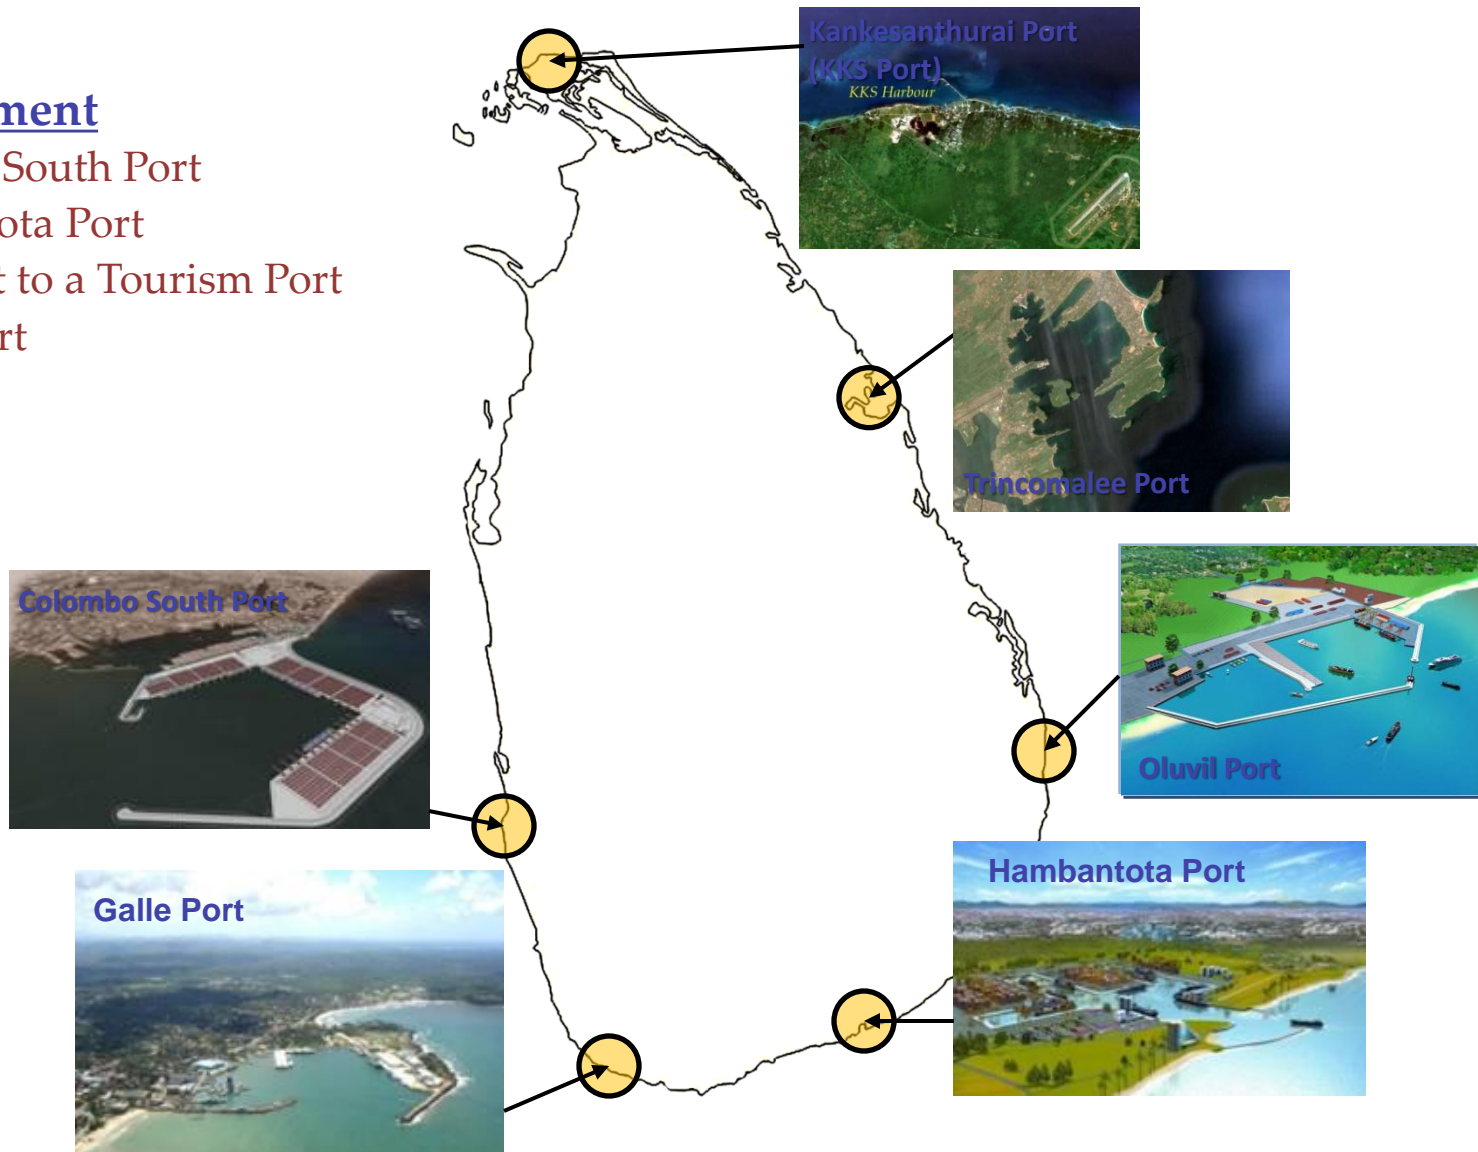 ment
South Port
ota Port
t to a Tourism Port
rt
Kankesanthurai Port
(KKS Port)
KKS Harbour
Trincomalee Port
Colombo South Port
Oluvil Port
Hambantota Port
Galle Port